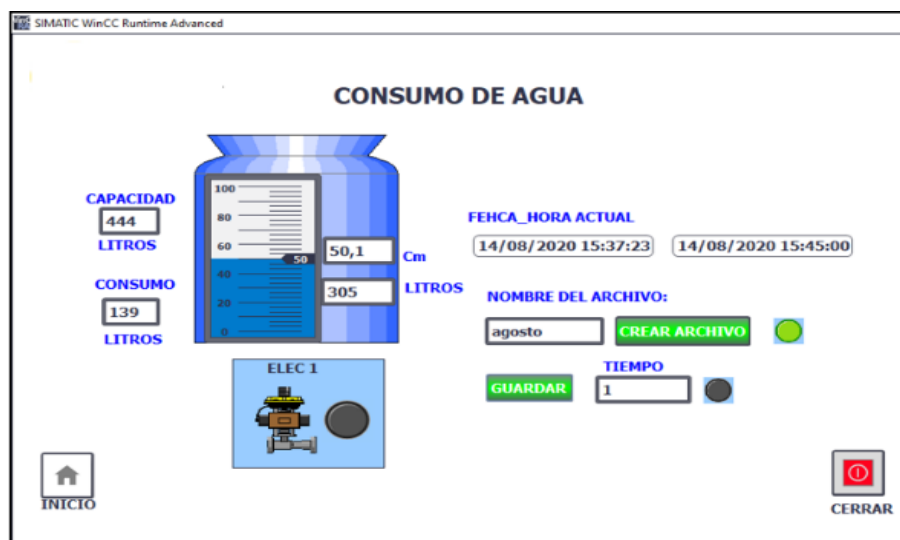 SIMATIC WinCC Runtime Advanced
CONSUMO DE AGUA
CAPACIDAD
444
LITROS
CONSUMO
139
LITROS
100
80
60
50
40
20
0
50,1
Cm
305
LITROS
ELEC 1
FEHCA_HORA ACTUAL
14/08/2020 15:37:23
14/08/2020 15:45:00
NOMBRE DEL ARCHIVO:
agosto
CREAR ARCHIVO
TIEMPO
GUARDAR
1
INICIO
CERRAR